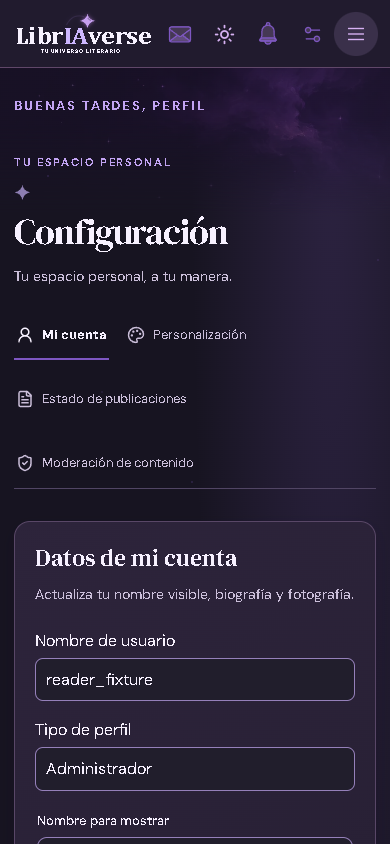 LibrIAverse
TU UNIVERSO LITERARIO
BUENAS TARDES, PERFIL
TU ESPACIO PERSONAL
Configuración
Tu espacio personal, a tu manera.
Mi cuenta
Personalización
Estado de publicaciones
Moderación de contenido
Datos de mi cuenta
Actualiza tu nombre visible, biografía y fotografía.
Nombre de usuario
reader_fixture
Tipo de perfil
Administrador
Nombre para mostrar